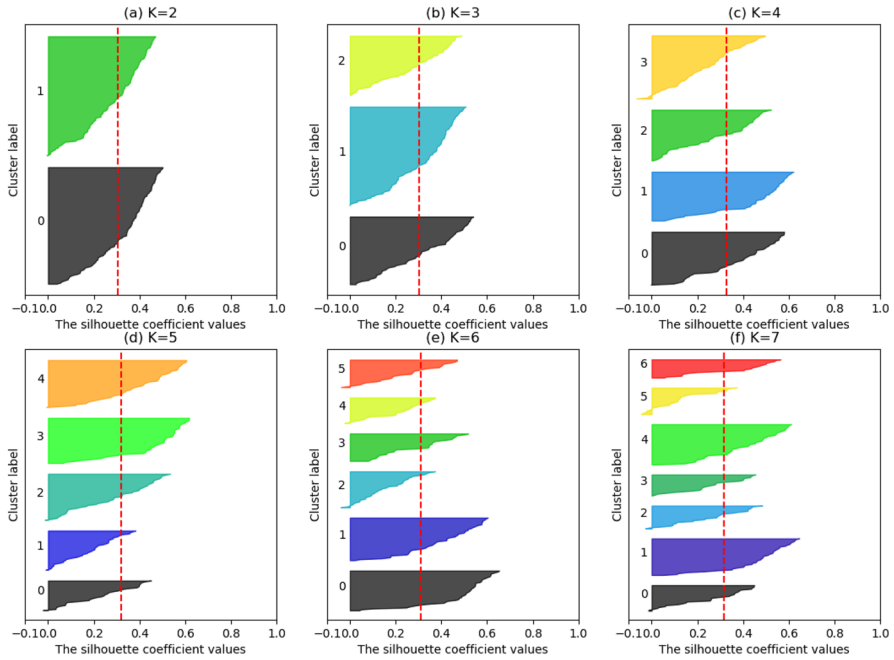 (a) K=2
(b) K=3
(c) K=4
Cluster label
1
0
−0.10.0 0.2 0.4 0.6 0.8 1.0
The silhouette coefficient values
Cluster label
2
1
0
−0.10.0 0.2 0.4 0.6 0.8 1.0
The silhouette coefficient values
Cluster label
3
2
1
0
−0.10.0 0.2 0.4 0.6 0.8 1.0
The silhouette coefficient values
(d) K=5
(e) K=6
(f) K=7
Cluster label
4
3
2
1
0
−0.10.0 0.2 0.4 0.6 0.8 1.0
The silhouette coefficient values
Cluster label
5
4
3
2
1
0
−0.10.0 0.2 0.4 0.6 0.8 1.0
The silhouette coefficient values
Cluster label
6
5
4
3
2
1
0
−0.10.0 0.2 0.4 0.6 0.8 1.0
The silhouette coefficient values